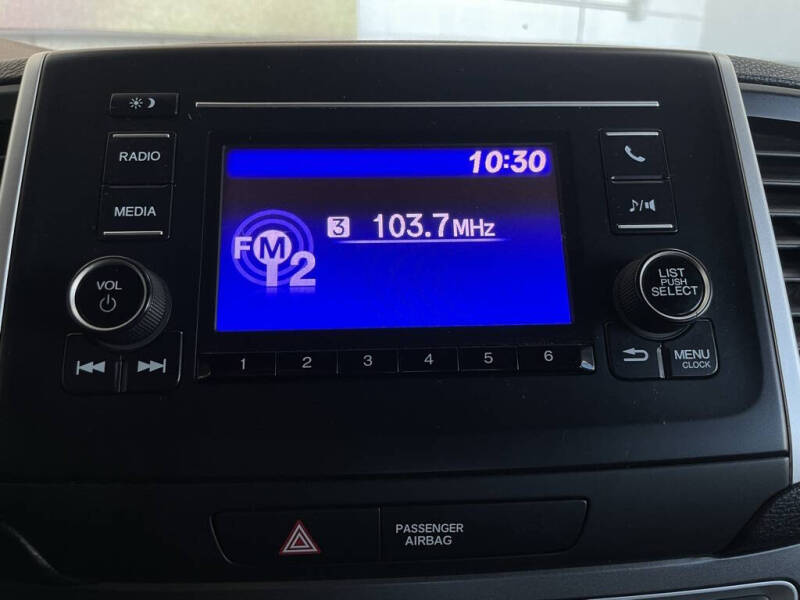 RADIO
MEDIA
VOL
10:30
FM2
3 103.7MHz
1 2 3 4 5 6
LIST
PUSH
SELECT
MENU
CLOCK
PASSENGER
AIRBAG